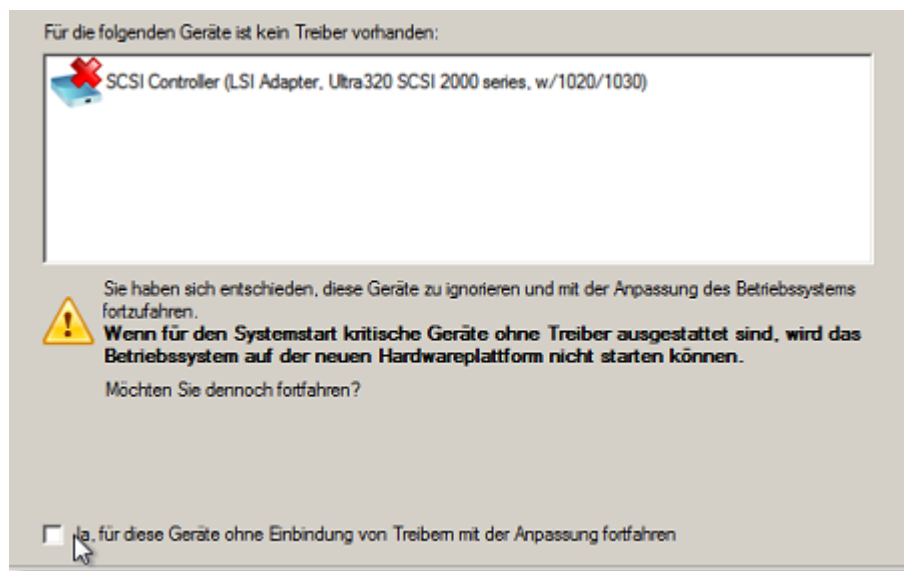 Für die folgenden Geräte ist kein Treiber vorhanden:
SCSI Controller (LSI Adapter, Ultra320 SCSI 2000 series, w/1020/1030)
Sie haben sich entschieden, diese Geräte zu ignorieren und mit der Anpassung des Betriebssystems
fortzufahren.
Wenn für den Systemstart kritische Geräte ohne Treiber ausgestattet sind, wird das
Betriebssystem auf der neuen Hardwareplattform nicht starten können.
Möchten Sie dennoch fortfahren?
Ja, für diese Geräte ohne Einbindung von Treibern mit der Anpassung fortfahren